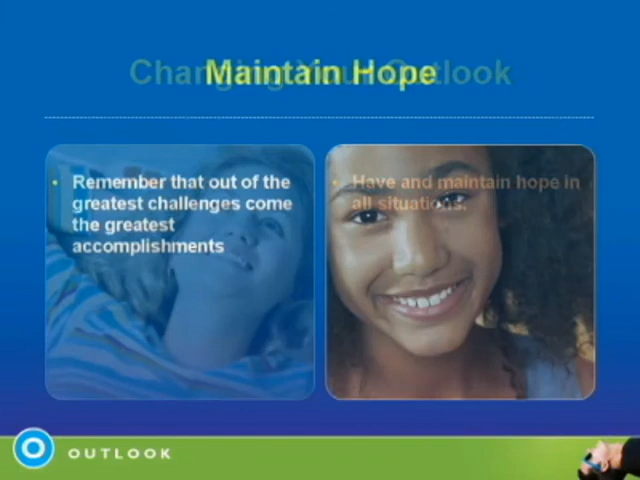 Changing Your Outlook
Maintain Hope
• Remember that out of the
greatest challenges come
the greatest
accomplishments
• Have and maintain hope in
all situations.
OUTLOOK